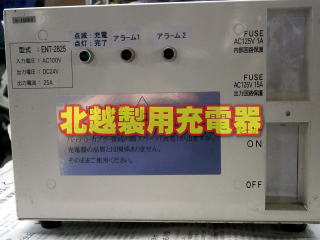 点滅：充電
点灯：完了
アラーム1
アラーム2
型式：ENT-2825
入力電圧：AC100V
出力電圧：DC24V
出力電流：25A
FUSE
AC125V 1A
内部回路保護
FUSE
AC125V 15A
出力回路保護
北越製用充電器
充電器の品質とは関係ありません。
そのままご使用ください。
ON
OFF